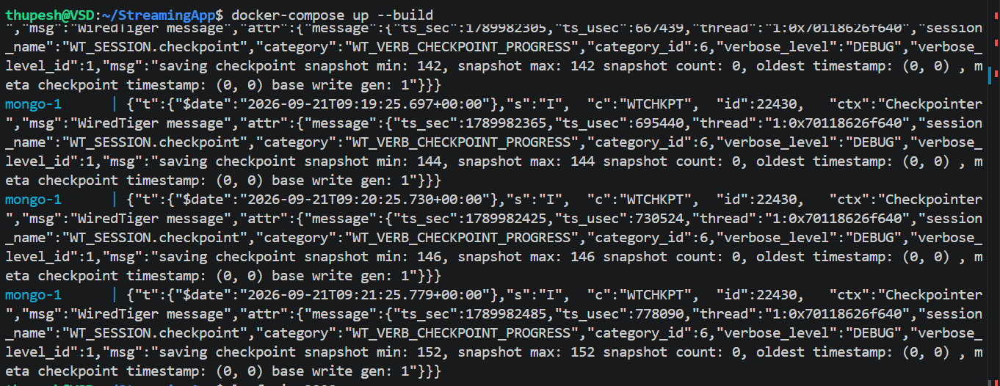 thupesh@VSD:~/StreamingApp$ docker-compose up --build
","msg":"WiredTiger message","attr":{"message":{"ts_sec":1789982305,"ts_usec":667439,"thread":"1:0x70118626f640","session
_name":"WT_SESSION.checkpoint","category":"WT_VERB_CHECKPOINT_PROGRESS","category_id":6,"verbose_level":"DEBUG","verbose_
level_id":1,"msg":"saving checkpoint snapshot min: 142, snapshot max: 142 snapshot count: 0, oldest timestamp: (0, 0) , m
eta checkpoint timestamp: (0, 0) base write gen: 1"}}}
mongo-1      | {"t":{"$date":"2026-09-21T09:19:25.697+00:00"},"s":"I",  "c":"WTCHKPT",  "id":22430,   "ctx":"Checkpointer
","msg":"WiredTiger message","attr":{"message":{"ts_sec":1789982365,"ts_usec":695440,"thread":"1:0x70118626f640","session
_name":"WT_SESSION.checkpoint","category":"WT_VERB_CHECKPOINT_PROGRESS","category_id":6,"verbose_level":"DEBUG","verbose_
level_id":1,"msg":"saving checkpoint snapshot min: 144, snapshot max: 144 snapshot count: 0, oldest timestamp: (0, 0) , m
eta checkpoint timestamp: (0, 0) base write gen: 1"}}}
mongo-1      | {"t":{"$date":"2026-09-21T09:20:25.730+00:00"},"s":"I",  "c":"WTCHKPT",  "id":22430,   "ctx":"Checkpointer
","msg":"WiredTiger message","attr":{"message":{"ts_sec":1789982425,"ts_usec":730524,"thread":"1:0x70118626f640","session
_name":"WT_SESSION.checkpoint","category":"WT_VERB_CHECKPOINT_PROGRESS","category_id":6,"verbose_level":"DEBUG","verbose_
level_id":1,"msg":"saving checkpoint snapshot min: 146, snapshot max: 146 snapshot count: 0, oldest timestamp: (0, 0) , m
eta checkpoint timestamp: (0, 0) base write gen: 1"}}}
mongo-1      | {"t":{"$date":"2026-09-21T09:21:25.779+00:00"},"s":"I",  "c":"WTCHKPT",  "id":22430,   "ctx":"Checkpointer
","msg":"WiredTiger message","attr":{"message":{"ts_sec":1789982485,"ts_usec":778090,"thread":"1:0x70118626f640","session
_name":"WT_SESSION.checkpoint","category":"WT_VERB_CHECKPOINT_PROGRESS","category_id":6,"verbose_level":"DEBUG","verbose_
level_id":1,"msg":"saving checkpoint snapshot min: 152, snapshot max: 152 snapshot count: 0, oldest timestamp: (0, 0) , m
eta checkpoint timestamp: (0, 0) base write gen: 1"}}}